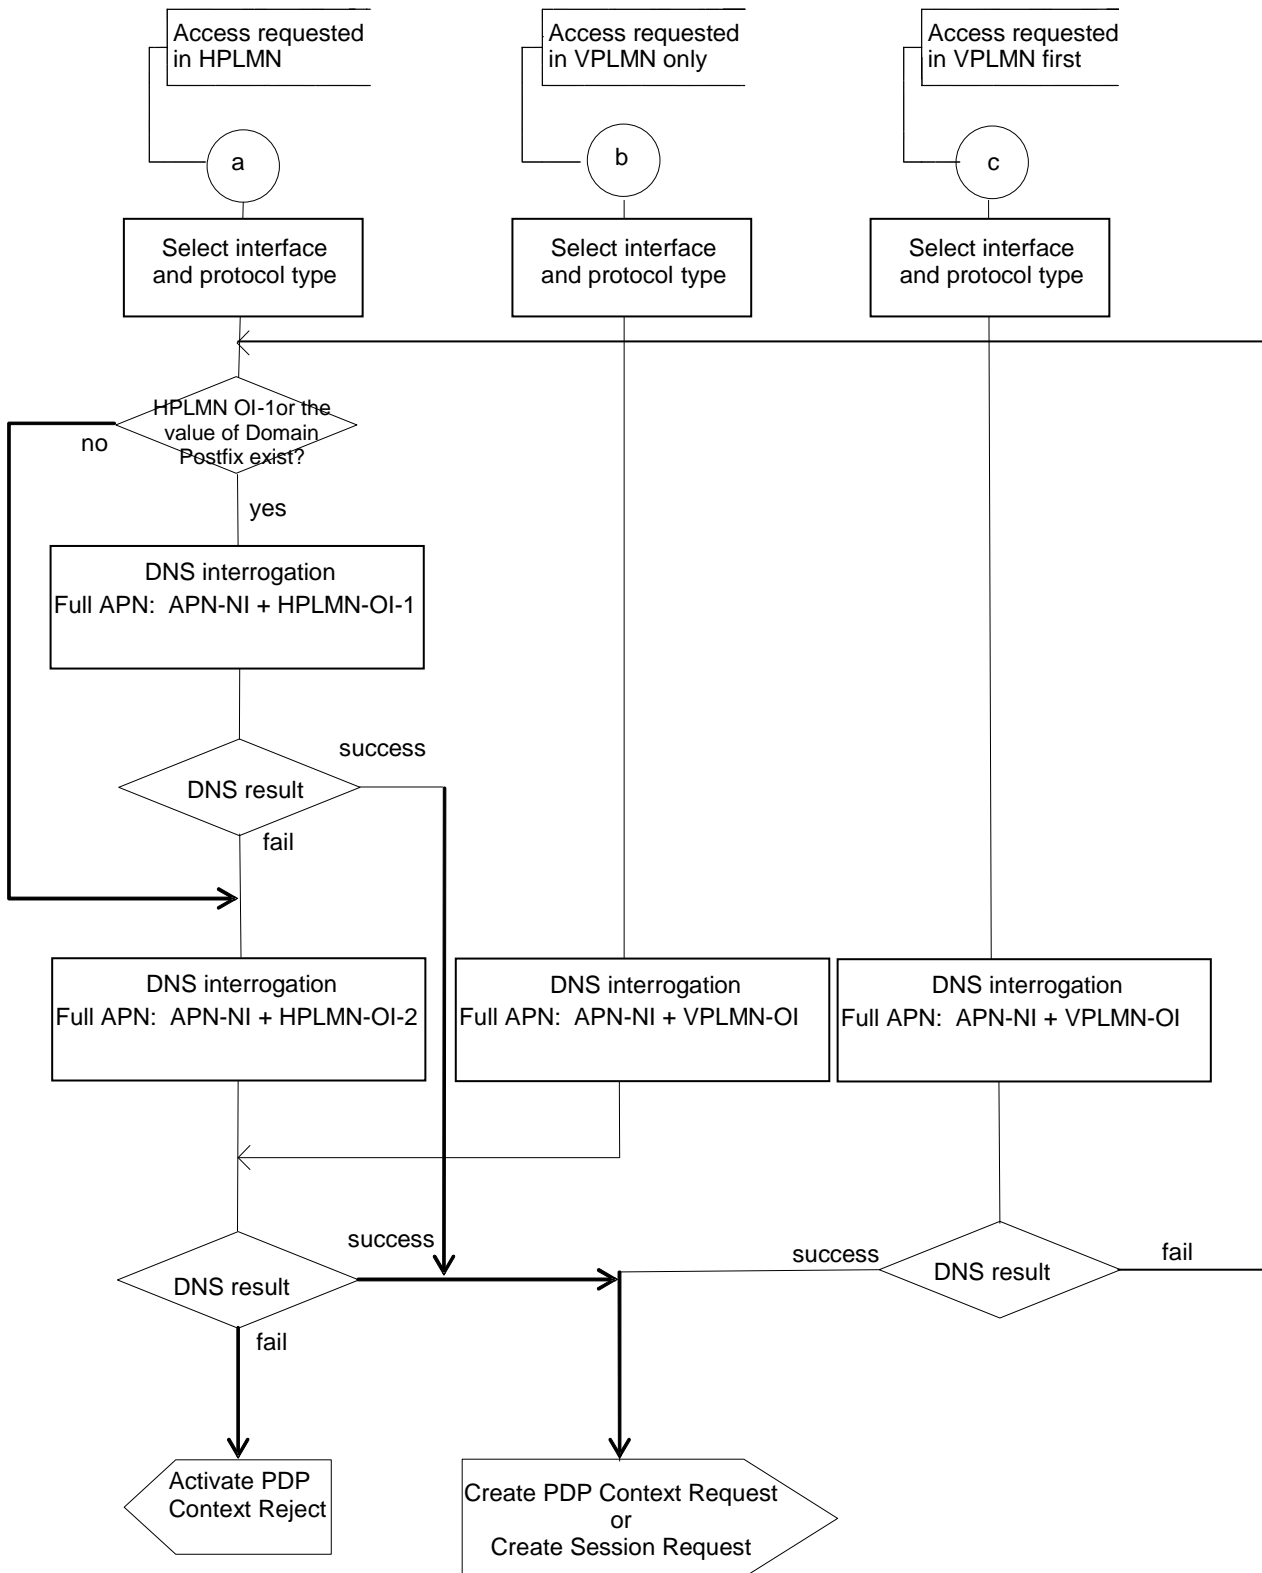 Access requested
in HPLMN
Access requested
in VPLMN only
Access requested
in VPLMN first
a
b
c
Select interface
and protocol type
Select interface
and protocol type
Select interface
and protocol type
HPLMN OI-1or the
value of Domain
Postfix exist?
no
yes
DNS interrogation
Full APN: APN-NI + HPLMN-OI-1
success
DNS result
fail
DNS interrogation
Full APN: APN-NI + HPLMN-OI-2
DNS interrogation
Full APN: APN-NI + VPLMN-OI
DNS interrogation
Full APN: APN-NI + VPLMN-OI
success
DNS result
fail
success
DNS result
fail
Activate PDP
Context Reject
Create PDP Context Request
or
Create Session Request